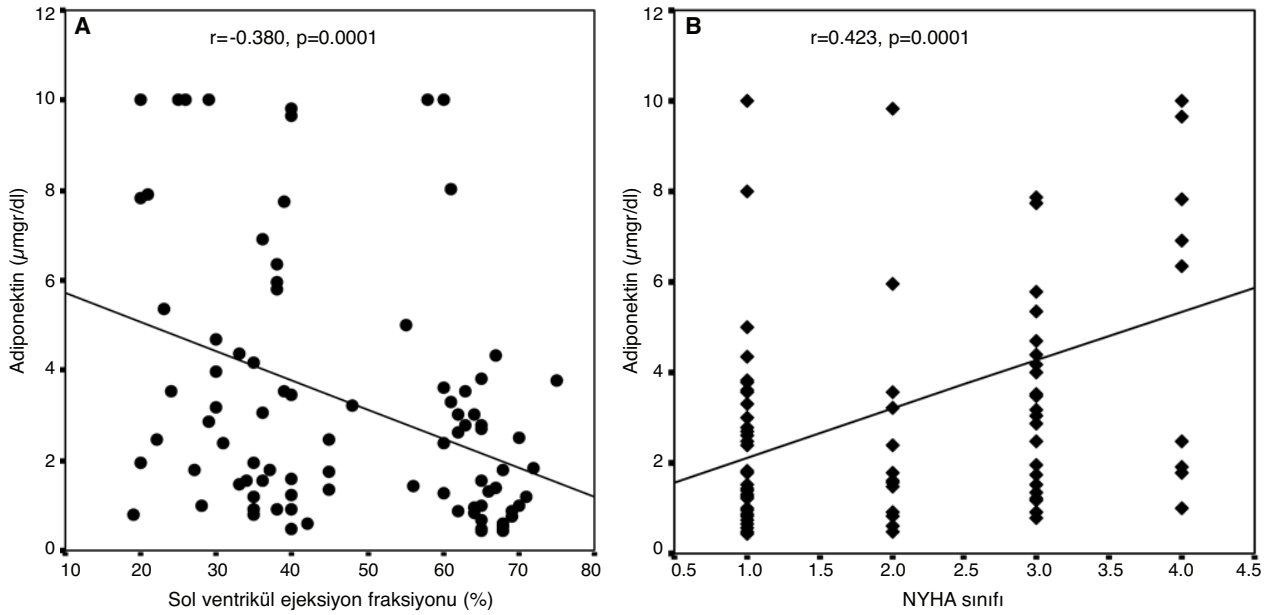 A
r=-0.380, p=0.0001
Adiponektin (µmgr/dl)
12
10
8
6
4
2
0
10 20 30 40 50 60 70 80
Sol ventrikül ejeksiyon fraksiyonu (%)
B
r=0.423, p=0.0001
Adiponektin (µmgr/dl)
12
10
8
6
4
2
0
0.5 1.0 1.5 2.0 2.5 3.0 3.5 4.0 4.5
NYHA sınıfı